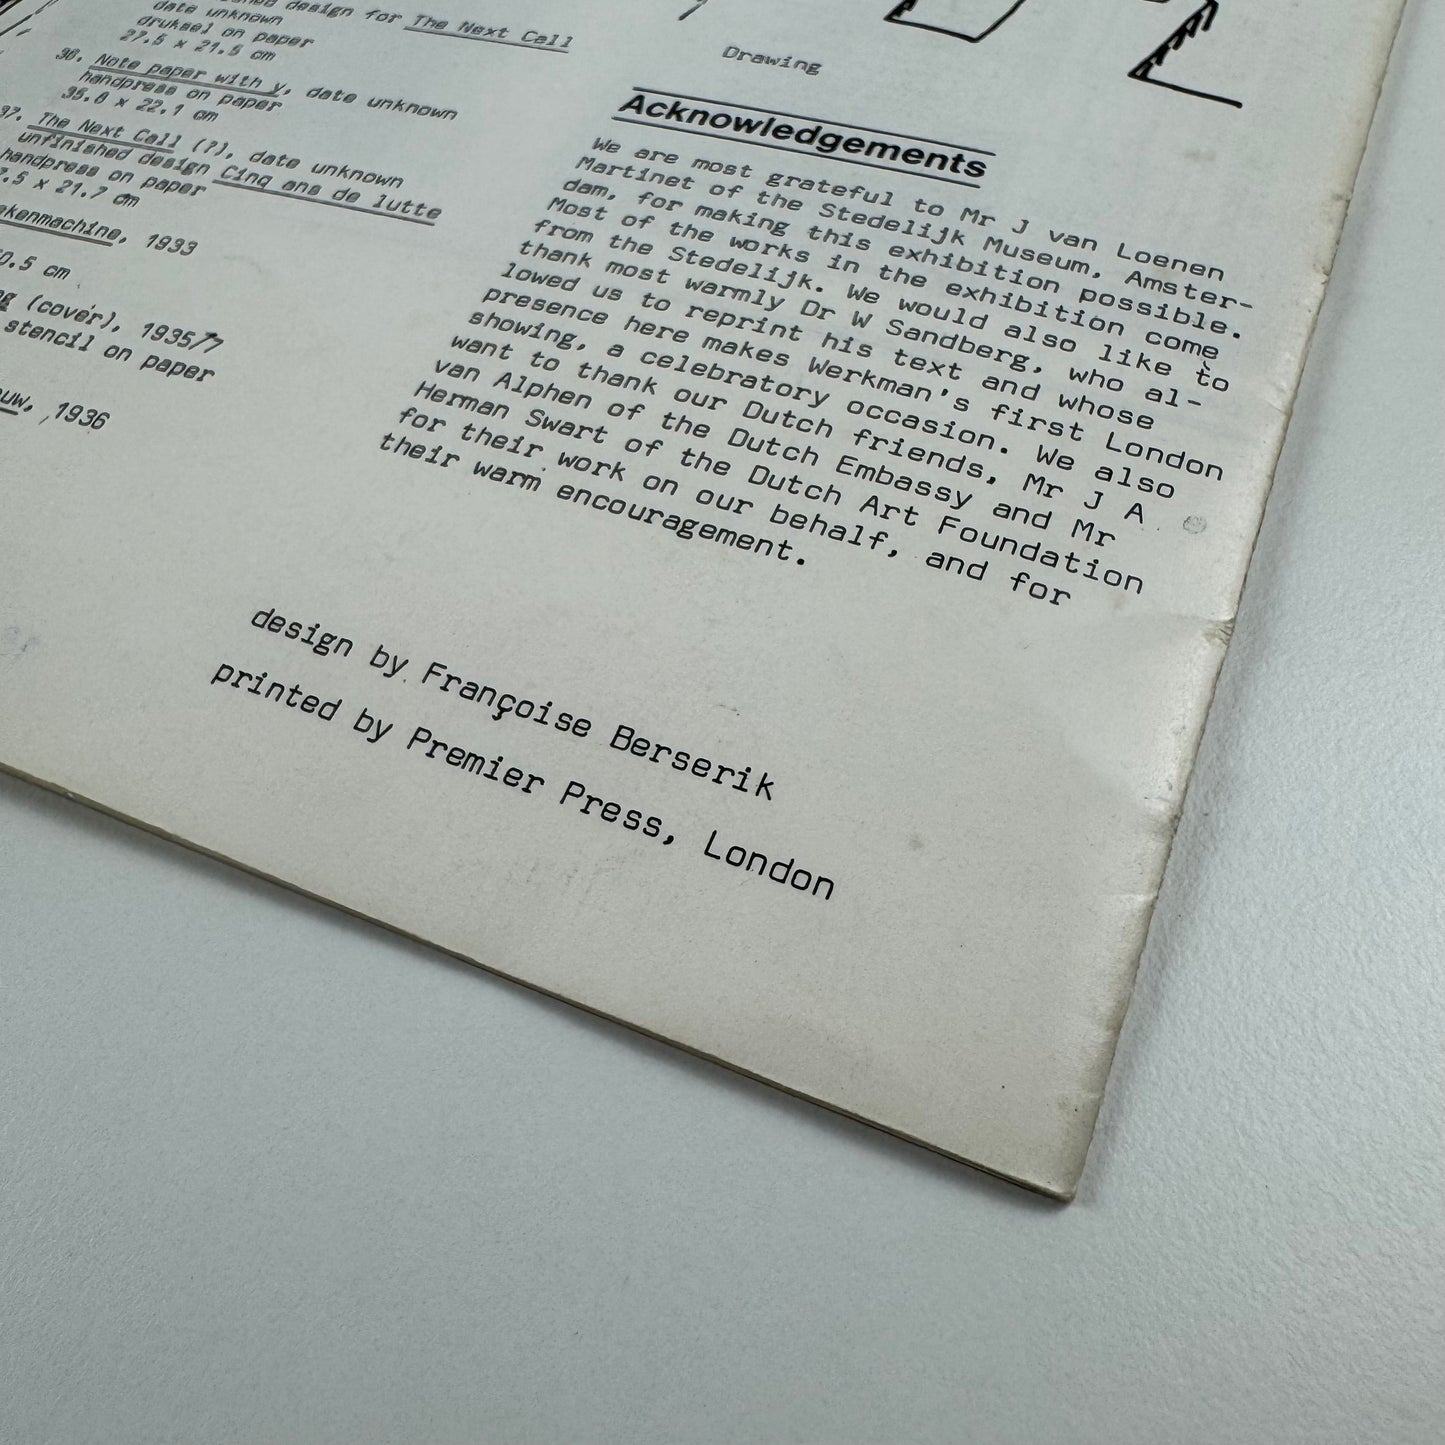 design for The Next Call
date unknown
druksel on paper
27.5 x 21.5 cm
36. Note paper with y, date unknown
handpress on paper
35.6 x 22.1 cm
37. The Next Call (?), date unknown
unfinished design Cinq ans de lutte
handpress on paper
.5 x 21.7 cm
kenmachine, 1933
0.5 cm
(cover), 1935/7
stencil on paper
uw, 1936
Drawing
Acknowledgements
We are most grateful to Mr J van Loenen
Martinet of the Stedelijk Museum, Amster-
dam, for making this exhibition possible.
Most of the works in the exhibition come
from the Stedelijk. We would also like to
thank most warmly Dr W Sandberg, who al-
lowed us to reprint his text and whose
presence here makes Werkman's first London
showing, a celebratory occasion. We also
want to thank our Dutch friends, Mr J A
van Alphen of the Dutch Embassy and Mr
Herman Swart of the Dutch Art Foundation
for their work on our behalf, and for
their warm encouragement.
design by Françoise Berserik
printed by Premier Press, London